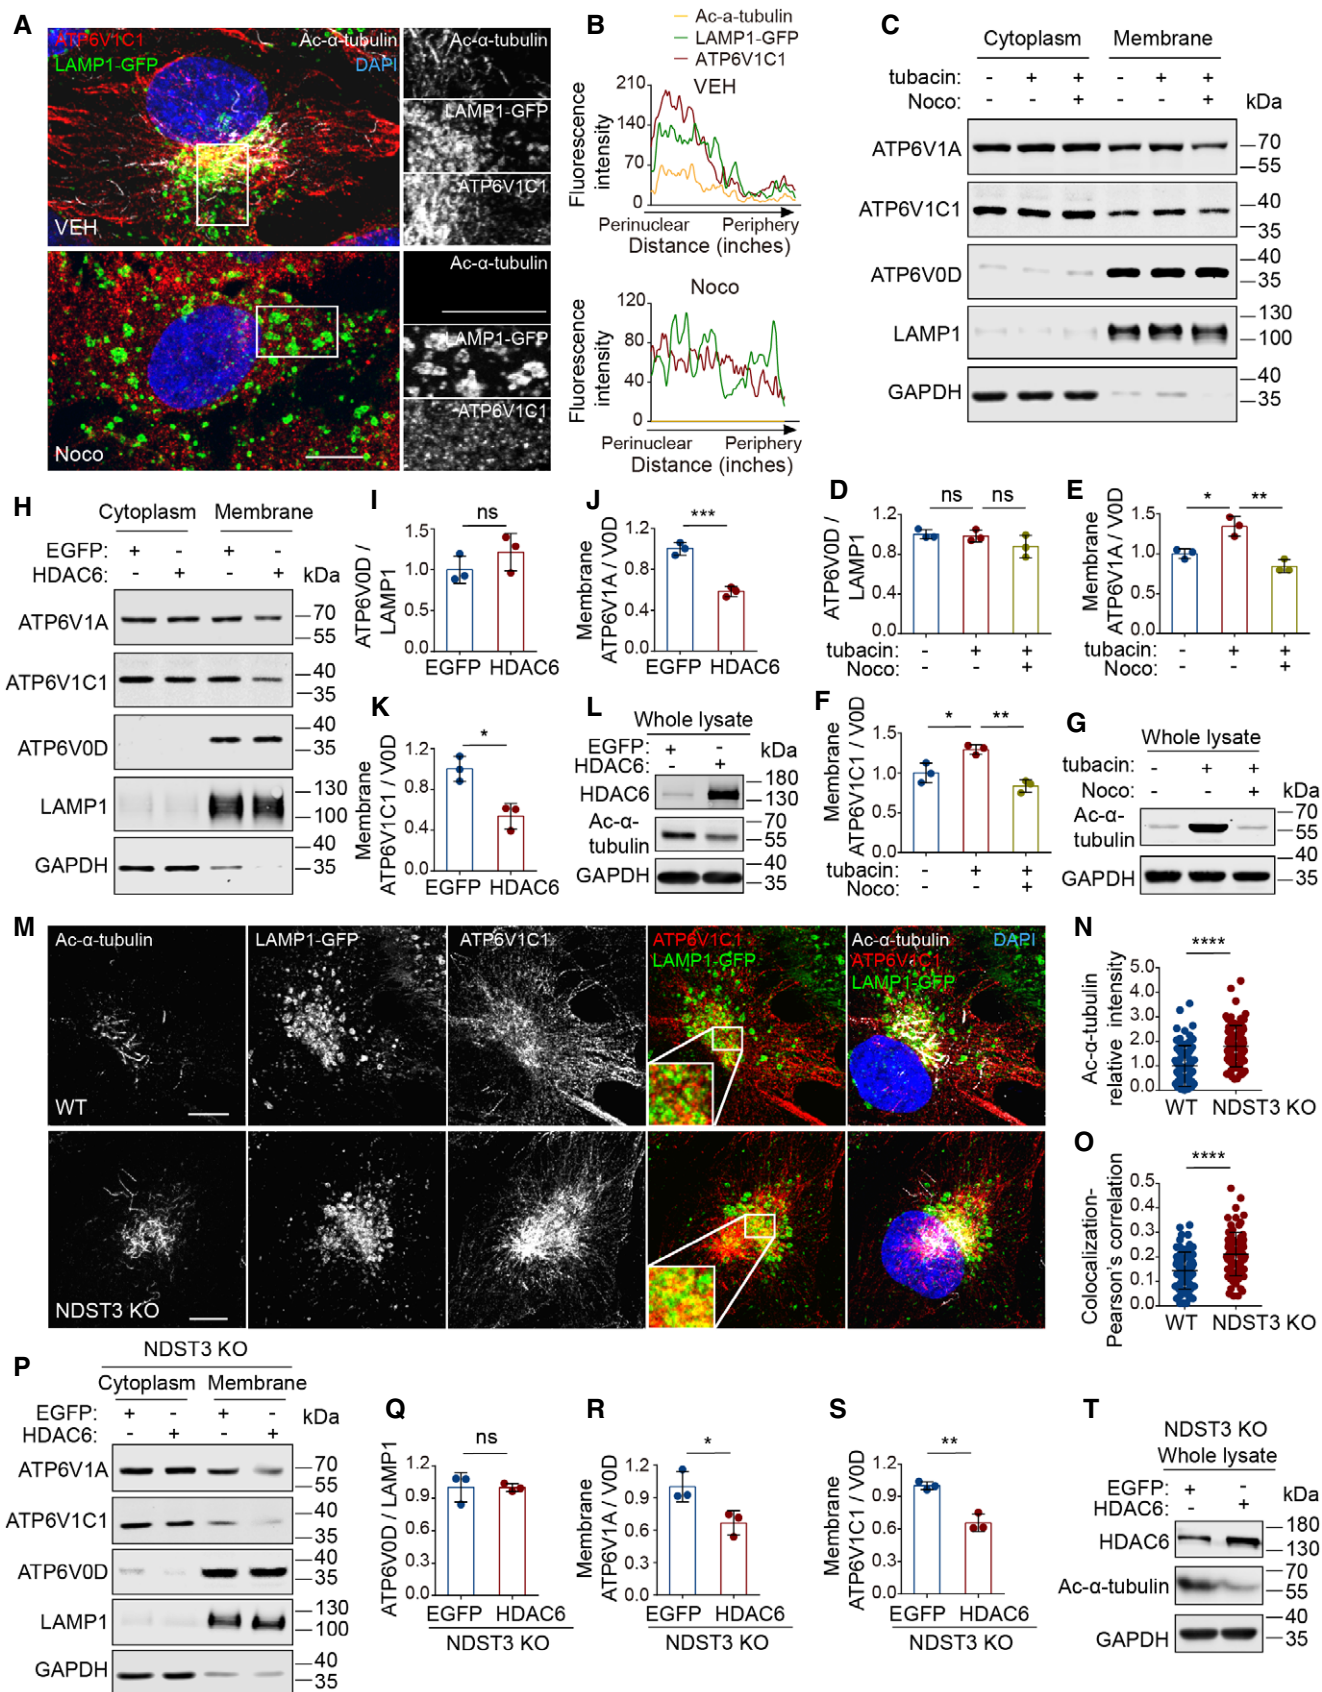 A
ATP6V1C1 Ac-α-tubulin
LAMP1-GFP DAPI
VEH
Ac-α-tubulin
LAMP1-GFP
ATP6V1C1
Noco
Ac-α-tubulin
LAMP1-GFP
ATP6V1C1
B
Ac-a-tubulin
LAMP1-GFP
ATP6V1C1
VEH
Fluorescence
intensity
210
140
70
0
Perinuclear Periphery
Distance (inches)
Noco
Fluorescence
intensity
120
80
40
0
Perinuclear Periphery
Distance (inches)
C
Cytoplasm Membrane
tubacin: - + + - + +
Noco: - - + - - + kDa
ATP6V1A 70
55
ATP6V1C1 40
35
ATP6V0D 40
35
LAMP1 130
100
GAPDH 40
35
D
ATP6V0D /
LAMP1
1.2
0.8
0.4
0.0
ns ns
tubacin: - + +
Noco: - - +
E
Membrane
ATP6V1A / V0D
1.5
1.0
0.5
0.0
* **
tubacin: - + +
Noco: - - +
F
Membrane
ATP6V1C1 / V0D
1.5
1.0
0.5
0.0
* **
tubacin: - + +
Noco: - - +
G
Whole lysate
tubacin: - + +
Noco: - - + kDa
Ac-α-
tubulin
70
55
GAPDH 40
35
H
Cytoplasm Membrane
EGFP: + - + -
HDAC6: - + - + kDa
ATP6V1A 70
55
ATP6V1C1 40
35
ATP6V0D 40
35
LAMP1 130
100
GAPDH 35
I
ATP6V0D /
LAMP1
1.5
1.0
0.5
0.0
ns
EGFP HDAC6
J
Membrane
ATP6V1A / V0D
1.2
0.8
0.4
0.0
***
EGFP HDAC6
K
Membrane
ATP6V1C1 / V0D
1.2
0.8
0.4
0.0
*
EGFP HDAC6
L
Whole lysate
EGFP: + -
HDAC6: - + kDa
HDAC6 180
130
Ac-α-
tubulin
70
55
GAPDH 40
35
M
Ac-α-tubulin
WT
LAMP1-GFP
ATP6V1C1
ATP6V1C1
LAMP1-GFP
Ac-α-tubulin DAPI
ATP6V1C1
LAMP1-GFP
NDST3 KO
N
Ac-α-tubulin
relative intensity
5.0
4.0
3.0
2.0
1.0
0.0
****
WT NDST3 KO
O
Colocalization-
Pearson's correlation
0.5
0.4
0.3
0.2
0.1
0.0
****
WT NDST3 KO
P
NDST3 KO
Cytoplasm Membrane
EGFP: + - + -
HDAC6: - + - + kDa
ATP6V1A 70
55
ATP6V1C1 40
35
ATP6V0D 40
35
LAMP1 130
100
GAPDH 40
35
Q
ATP6V0D / LAMP1
1.2
0.9
0.6
0.3
0.0
ns
EGFP HDAC6
NDST3 KO
R
Membrane
ATP6V1A / V0D
1.2
0.9
0.6
0.3
0.0
*
EGFP HDAC6
NDST3 KO
S
Membrane
ATP6V1C1 / V0D
1.2
0.9
0.6
0.3
0.0
**
EGFP HDAC6
NDST3 KO
T
NDST3 KO
Whole lysate
EGFP: + -
HDAC6: - + kDa
HDAC6 180
130
Ac-α-tubulin 70
55
GAPDH 40
35